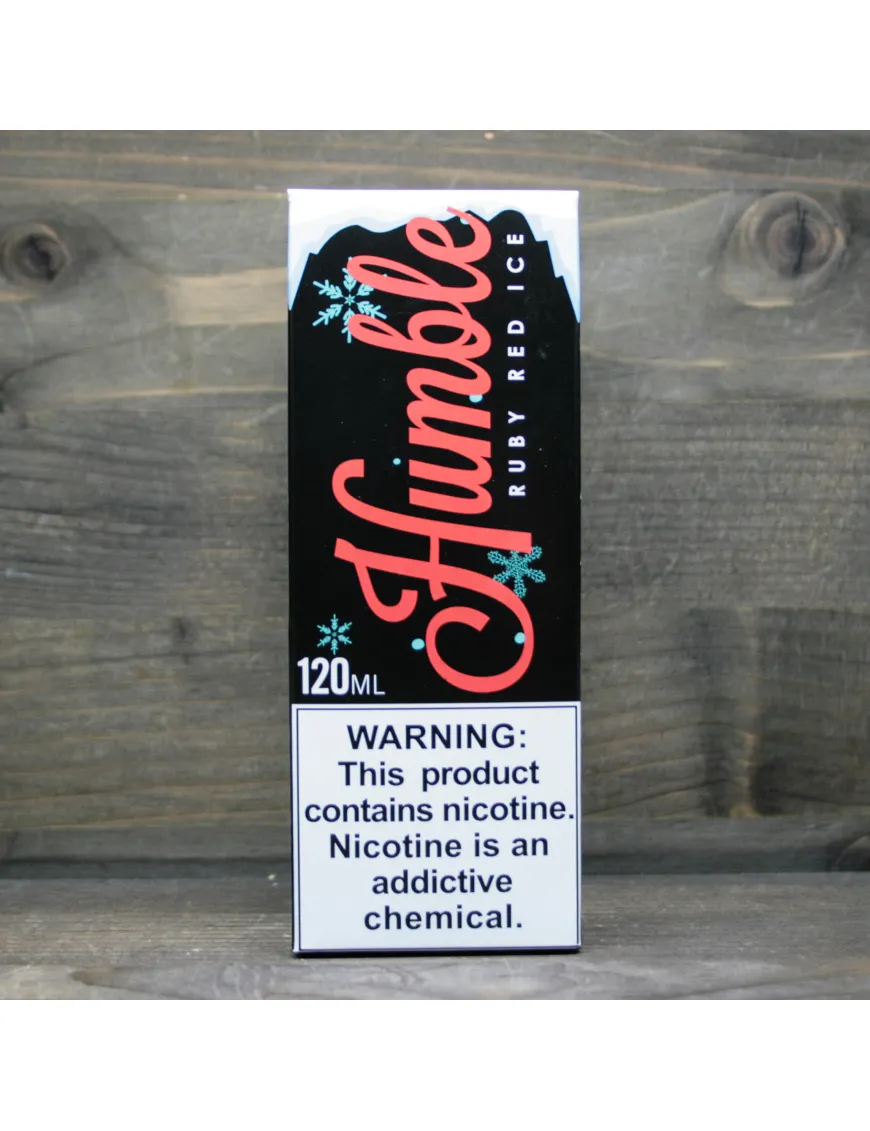 Humble
RUBY RED ICE
120ML
WARNING:
This product
contains nicotine.
Nicotine is an
addictive
chemical.